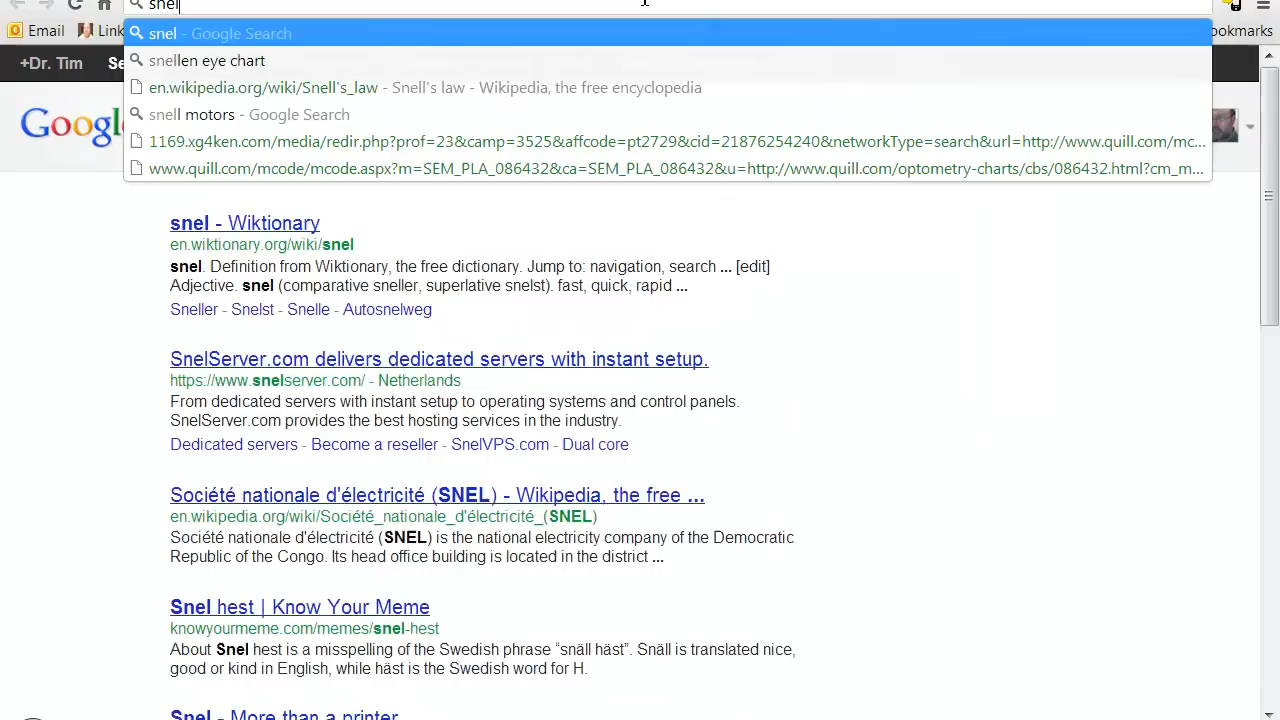 snel
Email
Link
ookmarks
snel - Google Search
snellen eye chart
en.wikipedia.org/wiki/Snell's_law - Snell's law - Wikipedia, the free encyclopedia
snell motors - Google Search
1169.xg4ken.com/media/redir.php?prof=23&camp=3525&affcode=pt2729&cid=21876254240&networkType=search&url=http://www.quill.com/mc...
www.quill.com/mcode/mcode.aspx?m=SEM_PLA_086432&ca=SEM_PLA_086432&u=http://www.quill.com/optometry-charts/cbs/086432.html?cm_m...
+Dr. Tim
Se
Googl
snel - Wiktionary
en.wiktionary.org/wiki/snel
snel. Definition from Wiktionary, the free dictionary. Jump to: navigation, search ... [edit]
Adjective. snel (comparative sneller, superlative snelst). fast, quick, rapid ...
Sneller - Snelst - Snelle - Autosnelweg
SnelServer.com delivers dedicated servers with instant setup.
https://www.snelserver.com/ - Netherlands
From dedicated servers with instant setup to operating systems and control panels.
SnelServer.com provides the best hosting services in the industry.
Dedicated servers - Become a reseller - SnelVPS.com - Dual core
Société nationale d'électricité (SNEL) - Wikipedia, the free ...
en.wikipedia.org/wiki/Société_nationale_d'électricité_(SNEL)
Société nationale d'électricité (SNEL) is the national electricity company of the Democratic
Republic of the Congo. Its head office building is located in the district ...
Snel hest | Know Your Meme
knowyourmeme.com/memes/snel-hest
About Snel hest is a misspelling of the Swedish phrase “snäll häst”. Snäll is translated nice,
good or kind in English, while häst is the Swedish word for H.
Snel - More than a printer